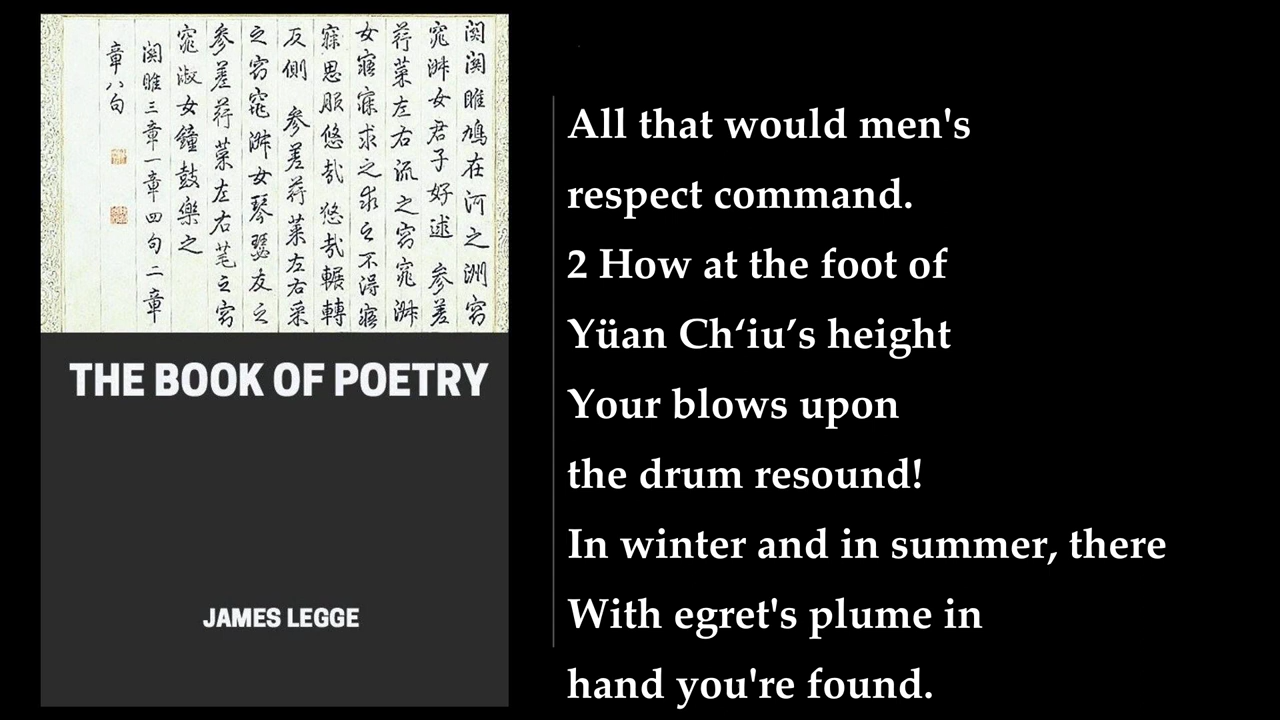 關關雎鳩在河之洲窈
窕淑女君子好逑 參差
荇菜左右流之窈窕淑
女寤寐求之求之不得寤
寐思服悠哉悠哉輾轉
反側 參差荇菜左右采
之窈窕淑女琴瑟友之
參差荇菜左右芼之窈
窕淑女鐘鼓樂之
關雎三章一章四句二章
章八句
THE BOOK OF POETRY
JAMES LEGGE
All that would men's
respect command.
2 How at the foot of
Yüan Ch‘iu’s height
Your blows upon
the drum resound!
In winter and in summer, there
With egret's plume in
hand you're found.